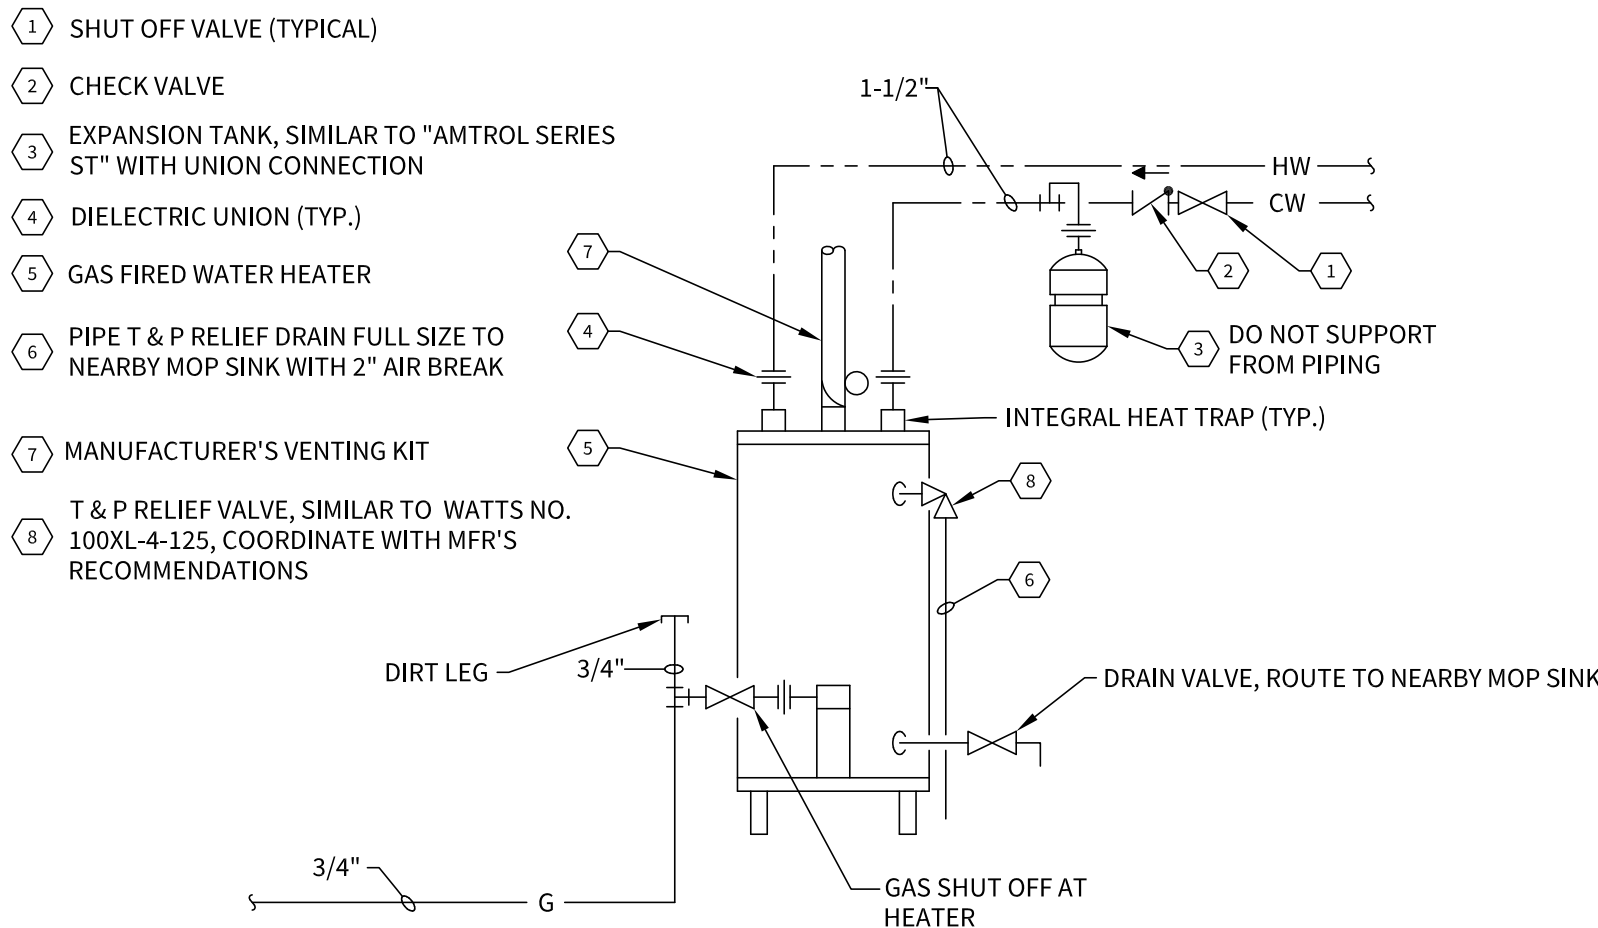 1 SHUT OFF VALVE (TYPICAL)
2 CHECK VALVE
3 EXPANSION TANK, SIMILAR TO "AMTROL SERIES
ST" WITH UNION CONNECTION
4 DIELECTRIC UNION (TYP.)
5 GAS FIRED WATER HEATER
6 PIPE T & P RELIEF DRAIN FULL SIZE TO
NEARBY MOP SINK WITH 2" AIR BREAK
7 MANUFACTURER'S VENTING KIT
8 T & P RELIEF VALVE, SIMILAR TO WATTS NO.
100XL-4-125, COORDINATE WITH MFR'S
RECOMMENDATIONS
1-1/2"
HW
CW
7
2
1
4
3 DO NOT SUPPORT
FROM PIPING
INTEGRAL HEAT TRAP (TYP.)
5
8
6
DIRT LEG
3/4"
DRAIN VALVE, ROUTE TO NEARBY MOP SINK
3/4"
G
GAS SHUT OFF AT
HEATER